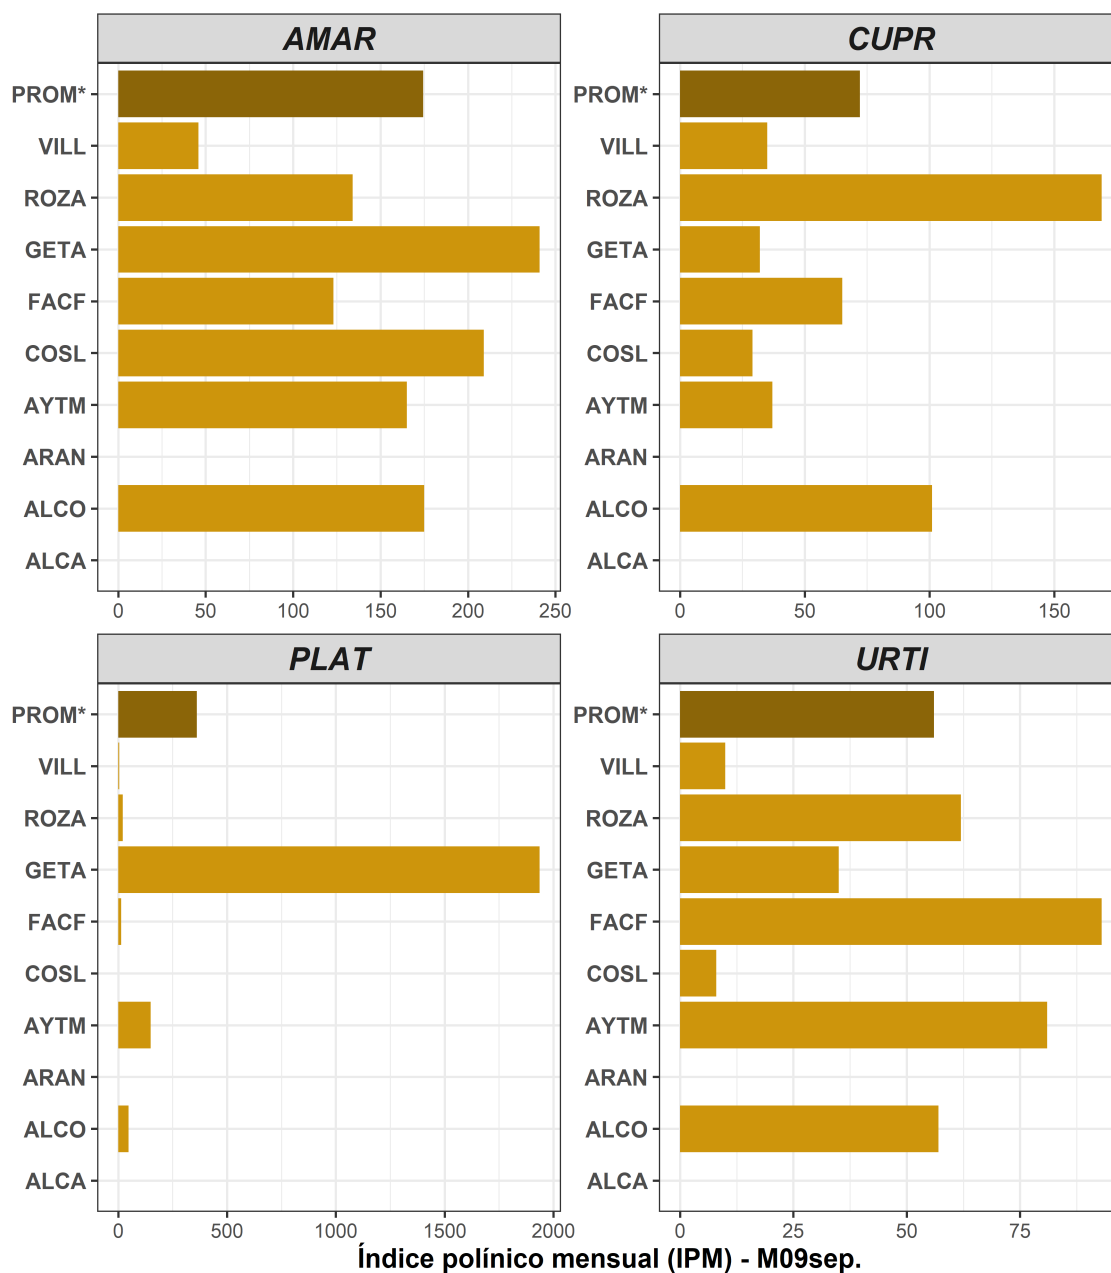 AMAR
PROM*
VILL
ROZA
GETA
FACF
COSL
AYTM
ARAN
ALCO
ALCA
0 50 100 150 200 250
CUPR
PROM*
VILL
ROZA
GETA
FACF
COSL
AYTM
ARAN
ALCO
ALCA
0 50 100 150
PLAT
PROM*
VILL
ROZA
GETA
FACF
COSL
AYTM
ARAN
ALCO
ALCA
0 500 1000 1500 2000
URTI
PROM*
VILL
ROZA
GETA
FACF
COSL
AYTM
ARAN
ALCO
ALCA
0 25 50 75
Índice polínico mensual (IPM) - M09sep.